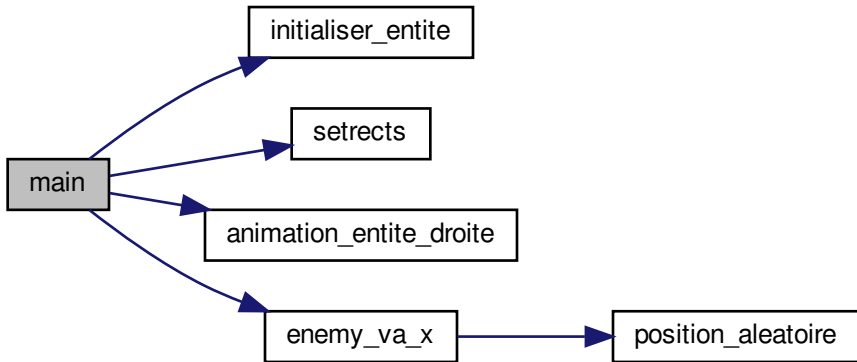 initialiser_entite
setrects
main
animation_entite_droite
enemy_va_x
position_aleatoire